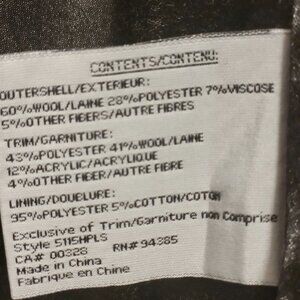 CONTENTS/CONTENU:
OUTERSHELL/EXTERIEUR:
60%WOOL/LAINE 28%POLYESTER 7%VISCOSE
5%OTHER FIBERS/AUTRE FIBRES
TRIM/GARNITURE:
43%POLYESTER 41%WOOL/LAINE
12%ACRYLIC/ACRYLIQUE
4%OTHER FIBER/AUTRE FIBRE
LINING/DOUBLURE:
95%POLYESTER 5%COTTON/COTON
Exclusive of Trim/Garniture non Comprise
Style 5115HPLS
CA# 00328 RN# 94385
Made in China
Fabrique en Chine